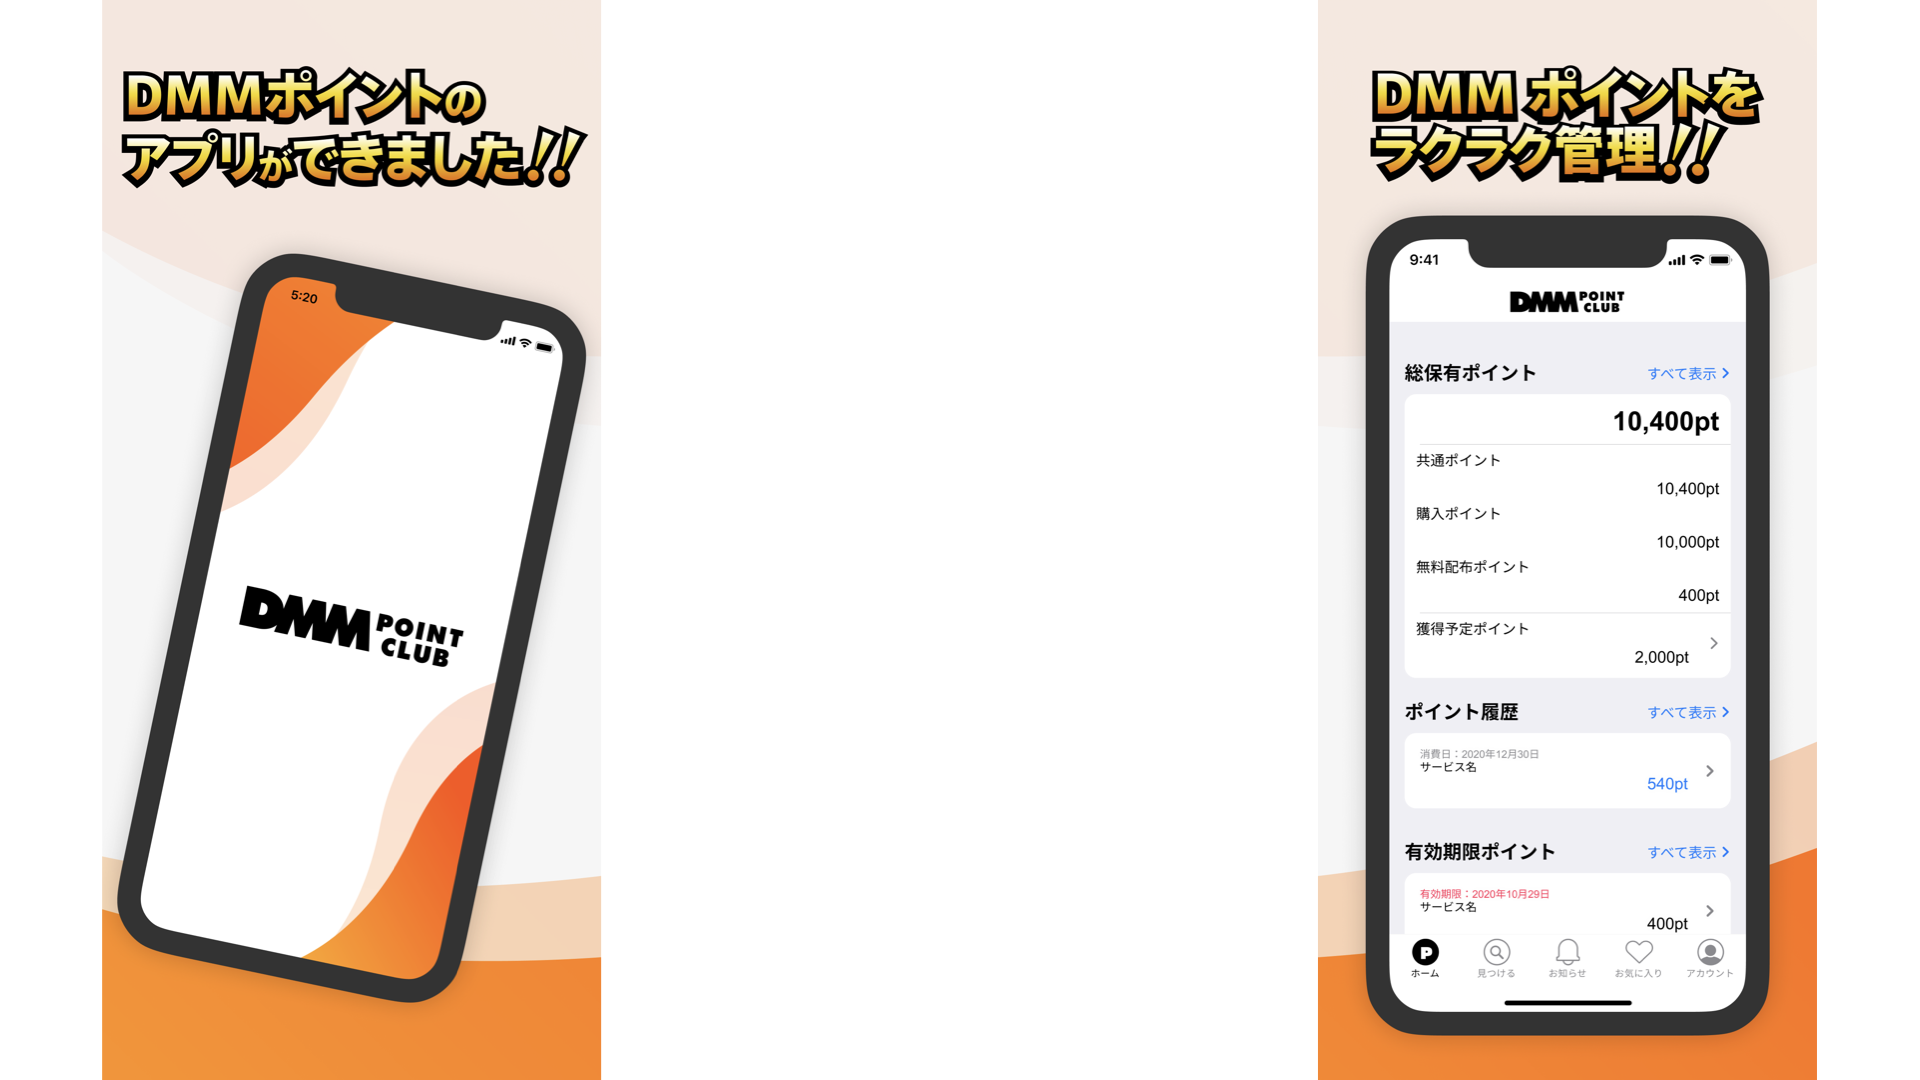 DMMポイントの
アプリができました!!
5:20
DMM POINT CLUB
DMM ポイントを
ラクラク管理!!
9:41
DMM POINT CLUB
総保有ポイント すべて表示
10,400pt
共通ポイント
10,400pt
購入ポイント
10,000pt
無料配布ポイント
400pt
獲得予定ポイント
2,000pt
ポイント履歴 すべて表示
消費日：2020年12月30日
サービス名
540pt
有効期限ポイント すべて表示
有効期限：2020年10月29日
サービス名
400pt
ホーム 見つける お知らせ お気に入り アカウント